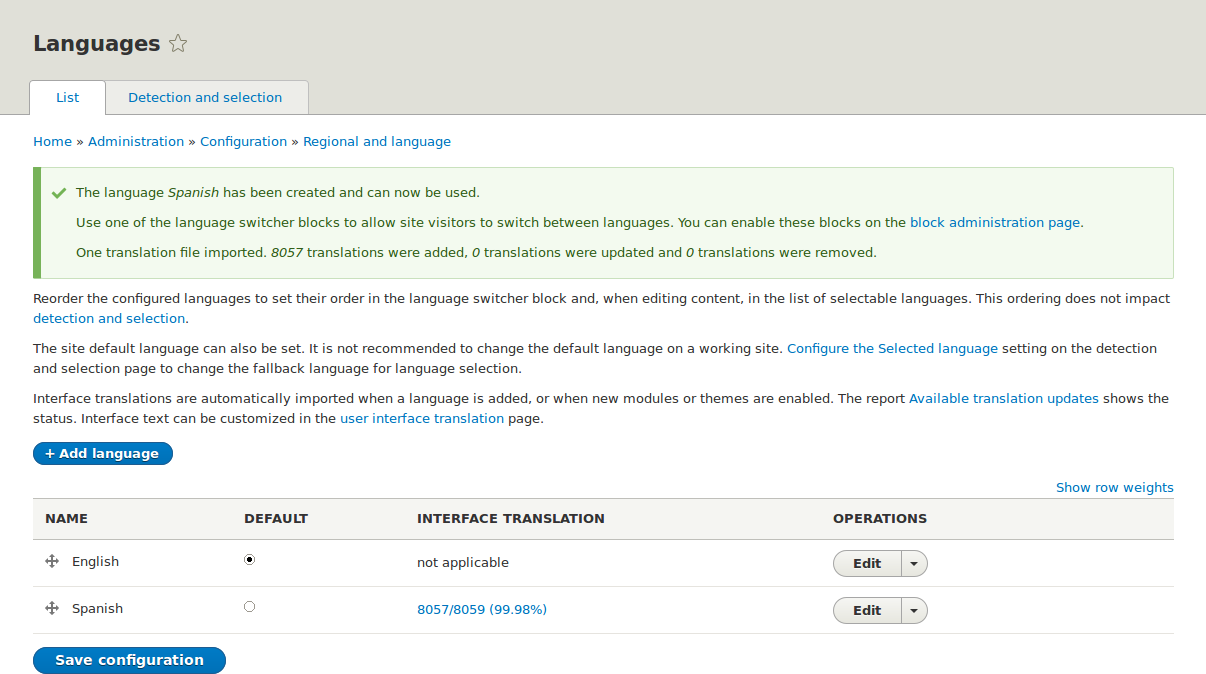 Languages
List
Detection and selection
Home » Administration » Configuration » Regional and language
The language Spanish has been created and can now be used.
Use one of the language switcher blocks to allow site visitors to switch between languages. You can enable these blocks on the block administration page.
One translation file imported. 8057 translations were added, 0 translations were updated and 0 translations were removed.
Reorder the configured languages to set their order in the language switcher block and, when editing content, in the list of selectable languages. This ordering does not impact
detection and selection.
The site default language can also be set. It is not recommended to change the default language on a working site. Configure the Selected language setting on the detection
and selection page to change the fallback language for language selection.
Interface translations are automatically imported when a language is added, or when new modules or themes are enabled. The report Available translation updates shows the
status. Interface text can be customized in the user interface translation page.
+ Add language
Show row weights
NAME DEFAULT INTERFACE TRANSLATION OPERATIONS
English not applicable Edit
Spanish 8057/8059 (99.98%) Edit
Save configuration